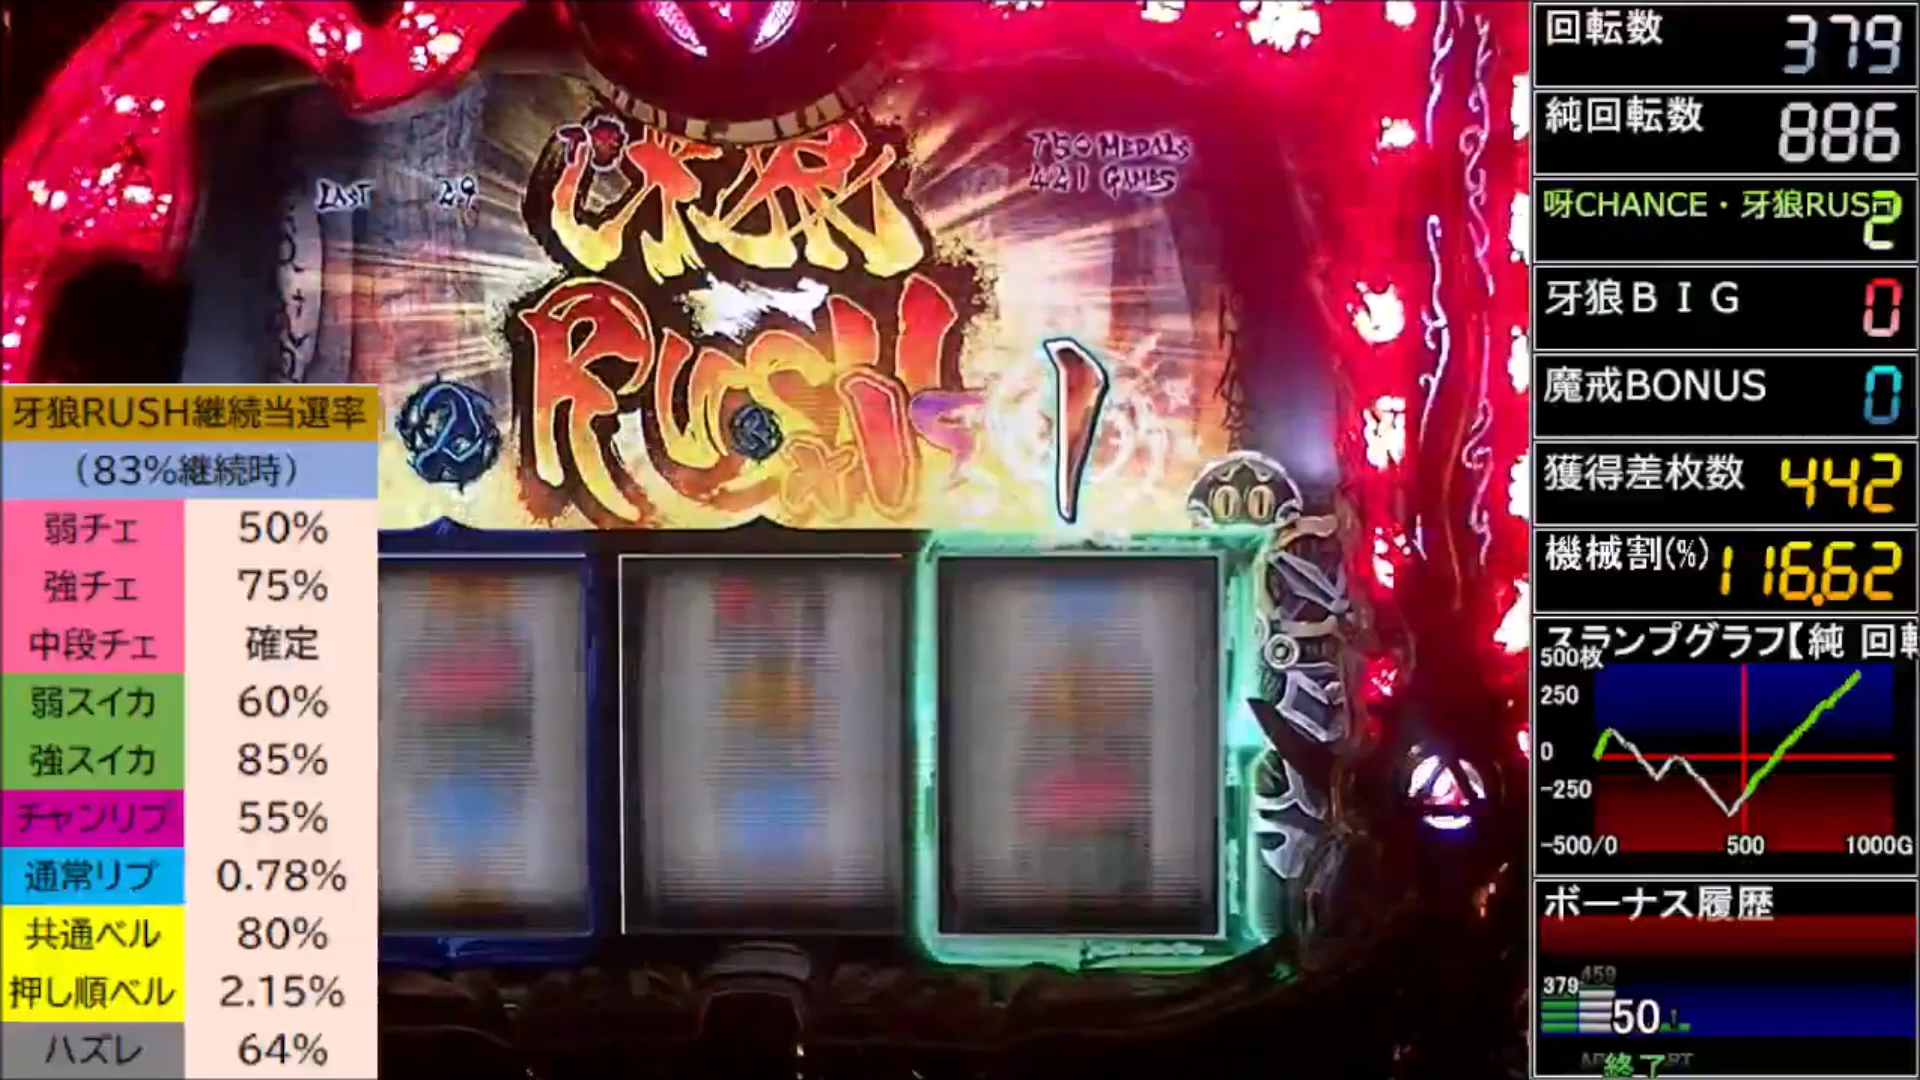 牙狼
RUSH
LAST 29
750 MEDALS
421 GAMES
牙狼RUSH継続当選率
（83%継続時）
弱チェ 50%
強チェ 75%
中段チェ 確定
弱スイカ 60%
強スイカ 85%
チャンリプ 55%
通常リプ 0.78%
共通ベル 80%
押し順ベル 2.15%
ハズレ 64%
回転数 379
純回転数 886
呀CHANCE・牙狼RUSH 2
牙狼ＢＩＧ 0
魔戒BONUS 0
獲得差枚数 442
機械割(%) 116.62
スランプグラフ【純 回転
500枚
250
0
-250
-500/0 500 1000G
ボーナス履歴
379 459
50
終了